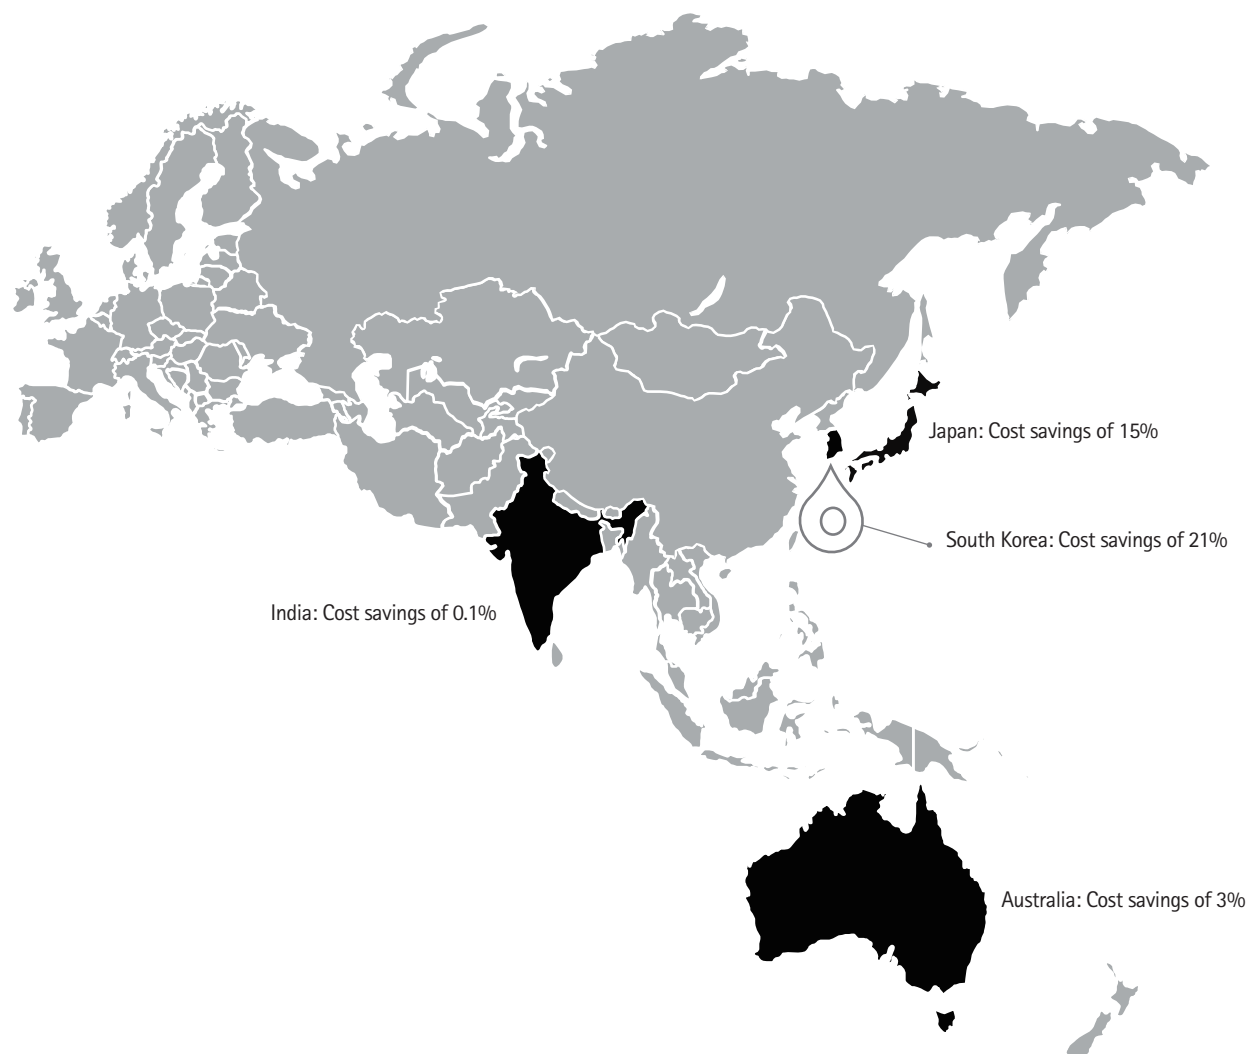 Japan: Cost savings of 15%
South Korea: Cost savings of 21%
India: Cost savings of 0.1%
Australia: Cost savings of 3%